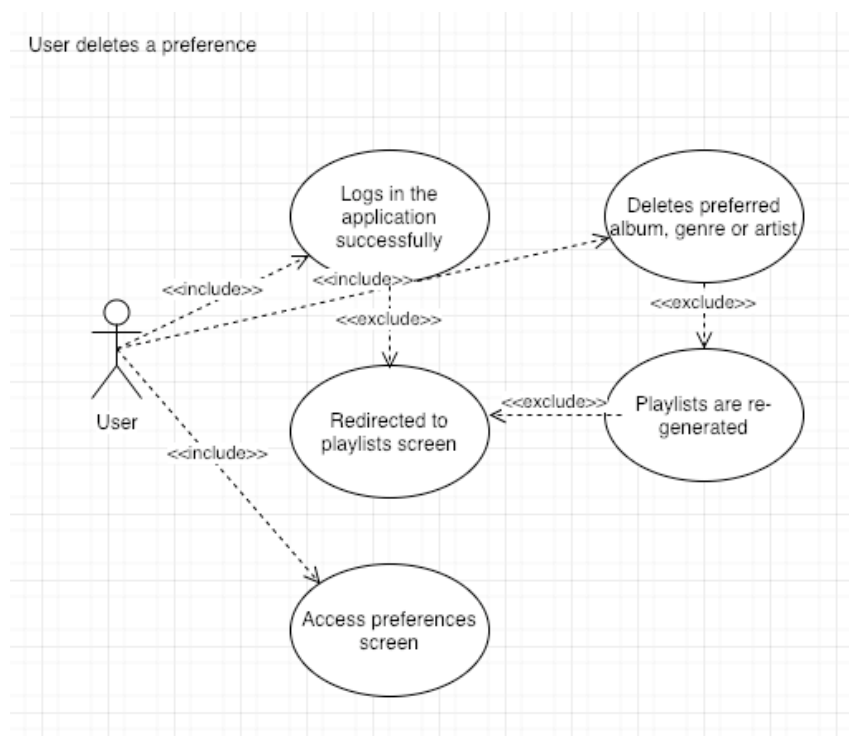 User deletes a preference
Logs in the
application
successfully
Deletes preferred
album, genre or artist
<<include>>
<<include>>
<<exclude>>
<<exclude>>
User
Redirected to
playlists screen
<<exclude>>
Playlists are re-
generated
<<include>>
Access preferences
screen